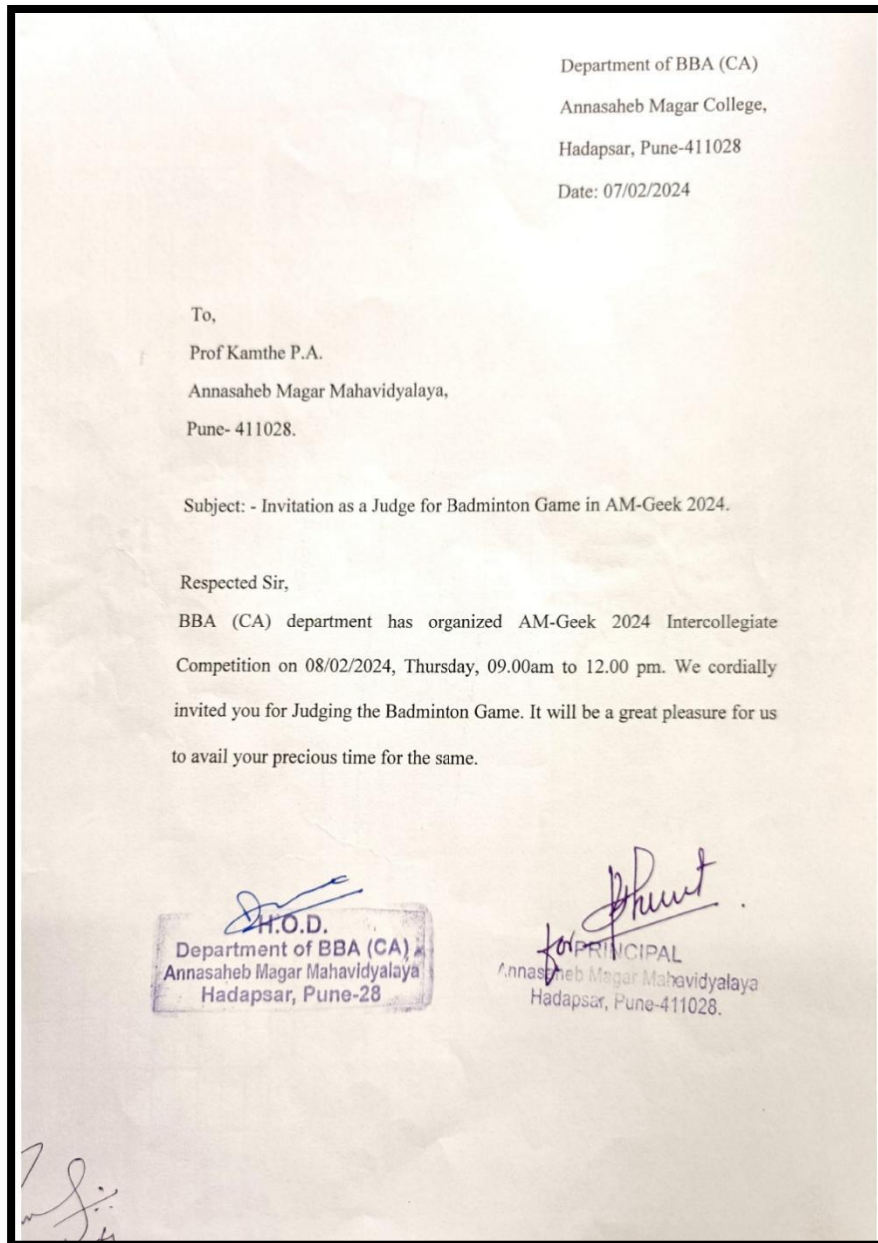 Department of BBA (CA)
Annasaheb Magar College,
Hadapsar, Pune-411028
Date: 07/02/2024
To,
Prof Kamthe P.A.
Annasaheb Magar Mahavidyalaya,
Pune- 411028.
Subject: - Invitation as a Judge for Badminton Game in AM-Geek 2024.
Respected Sir,
BBA (CA) department has organized AM-Geek 2024 Intercollegiate
Competition on 08/02/2024, Thursday, 09.00am to 12.00 pm. We cordially
invited you for Judging the Badminton Game. It will be a great pleasure for us
to avail your precious time for the same.
H.O.D.
Department of BBA (CA)
Annasaheb Magar Mahavidyalaya
Hadapsar, Pune-28
for PRINCIPAL
Annasaheb Magar Mahavidyalaya
Hadapsar, Pune-411028.